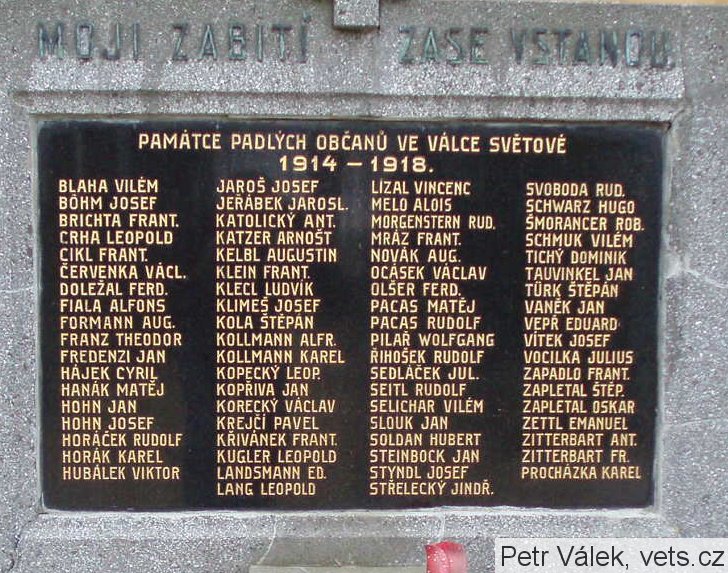 MOJI ZABITÍ ZASE VSTANOU
PAMÁTCE PADLÝCH OBČANŮ VE VÁLCE SVĚTOVÉ
1914 – 1918.
BLAHA VILÉM
BÖHM JOSEF
BRICHTA FRANT.
CRHA LEOPOLD
CIKL FRANT.
ČERVENKA VÁCL.
DOLEŽAL FERD.
FIALA ALFONS
FORMANN AUG.
FRANZ THEODOR
FREDENZI JAN
HÁJEK CYRIL
HANÁK MATĚJ
HOHN JAN
HOHN JOSEF
HORÁČEK RUDOLF
HORÁK KAREL
HUBÁLEK VIKTOR
JAROŠ JOSEF
JEŘÁBEK JAROSL.
KATOLICKÝ ANT.
KATZER ARNOŠT
KELBL AUGUSTIN
KLEIN FRANT.
KLECL LUDVÍK
KLIMEŠ JOSEF
KOLA ŠTĚPÁN
KOLLMANN ALFR.
KOLLMANN KAREL
KOPECKÝ LEOP.
KOPŘIVA JAN
KORECKÝ VÁCLAV
KREJČÍ PAVEL
KŘIVÁNEK FRANT.
KUGLER LEOPOLD
LANDSMANN ED.
LANG LEOPOLD
LÍZAL VINCENC
MELO ALOIS
MORGENSTERN RUD.
MRÁZ FRANT.
NOVÁK AUG.
OCÁSEK VÁCLAV
OLŠER FERD.
PACAS MATĚJ
PACAS RUDOLF
PILAŘ WOLFGANG
ŘIHOŠEK RUDOLF
SEDLÁČEK JUL.
SEITL RUDOLF
SELICHAR VILÉM
SLOUK JAN
SOLDAN HUBERT
STEINBOCK JAN
STÝNDL JOSEF
STŘELECKÝ JINDŘ.
SVOBODA RUD.
SCHWARZ HUGO
ŠMORANCER ROB.
SCHMUK VILÉM
TICHÝ DOMINIK
TAUVINKEL JAN
TÜRK ŠTĚPÁN
VANĚK JAN
VEPŘ EDUARD
VÍTEK JOSEF
VOCILKA JULIUS
ZAPADLO FRANT.
ZAPLETAL ŠTĚP.
ZAPLETAL OSKAR
ZETTL EMANUEL
ZITTERBART ANT.
ZITTERBART FR.
PROCHÁZKA KAREL
Petr Válek, vets.cz